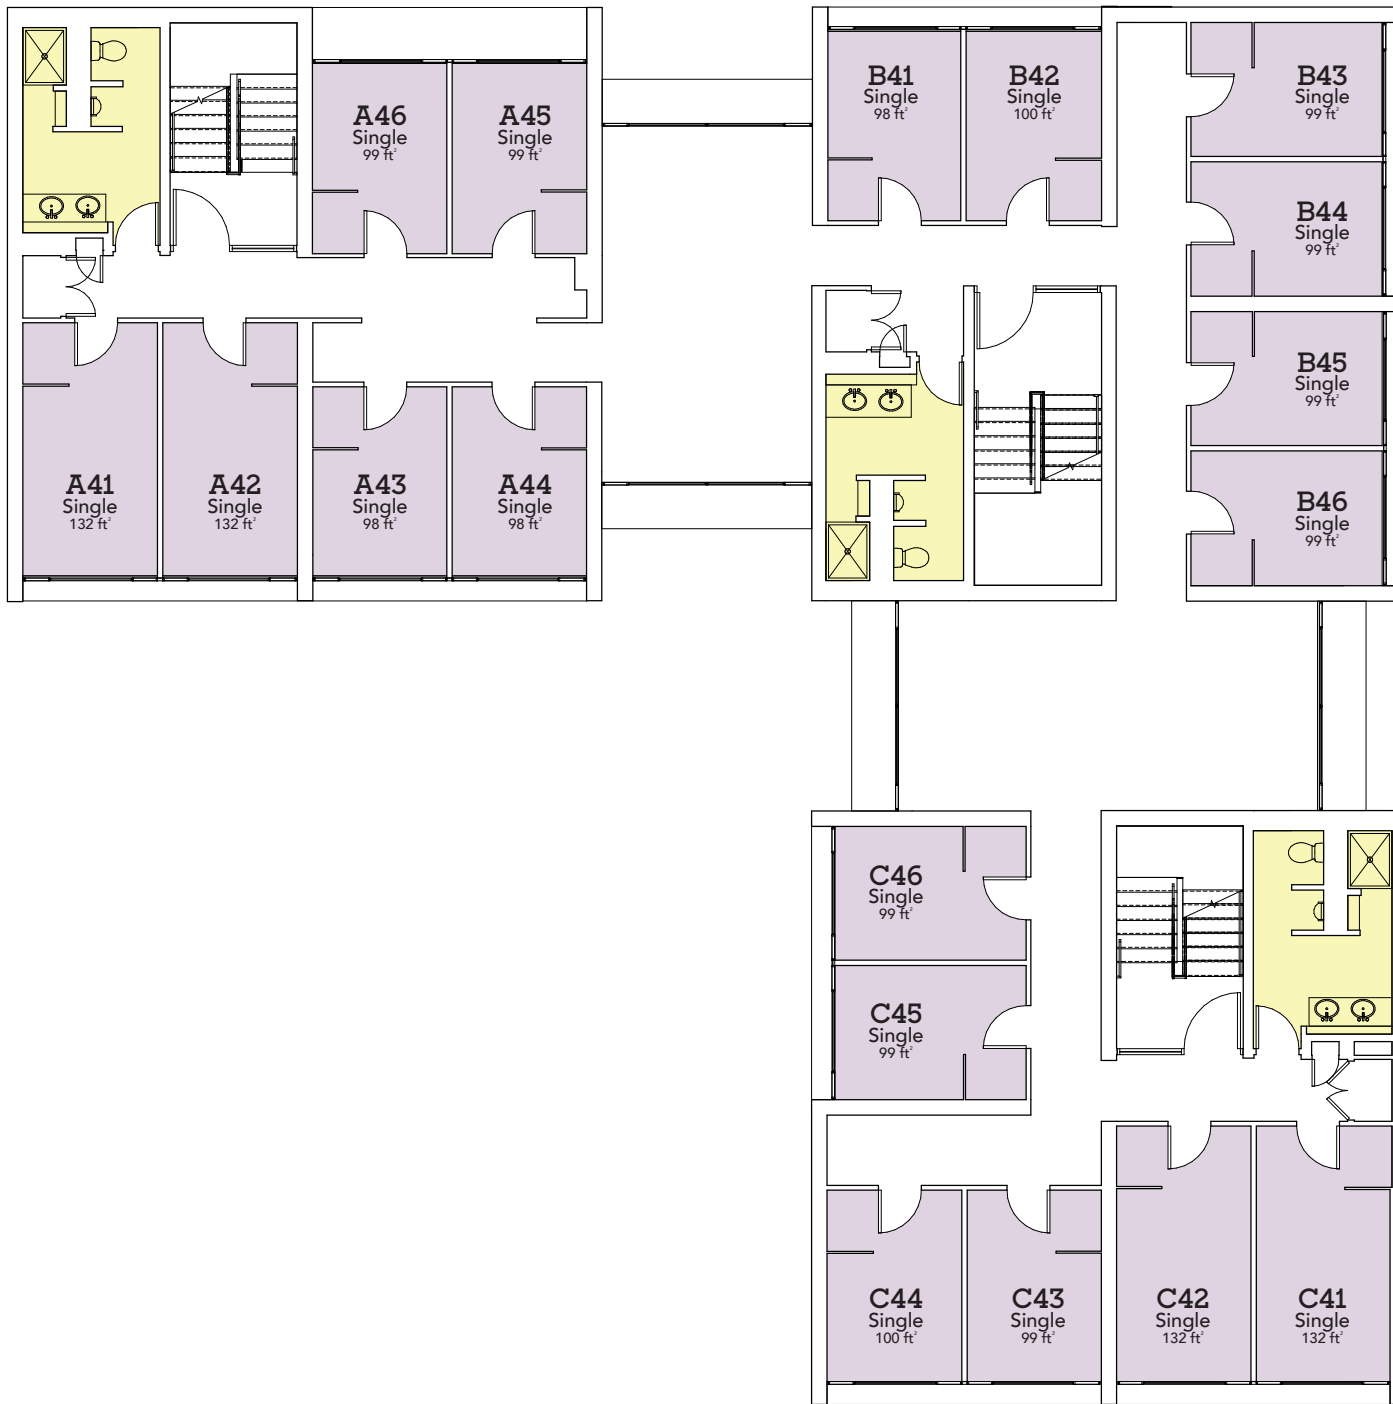 A46
Single
99 ft²
A45
Single
99 ft²
B41
Single
98 ft²
B42
Single
100 ft²
B43
Single
99 ft²
B44
Single
99 ft²
B45
Single
99 ft²
B46
Single
99 ft²
A41
Single
132 ft²
A42
Single
132 ft²
A43
Single
98 ft²
A44
Single
98 ft²
C46
Single
99 ft²
C45
Single
99 ft²
C44
Single
100 ft²
C43
Single
99 ft²
C42
Single
132 ft²
C41
Single
132 ft²